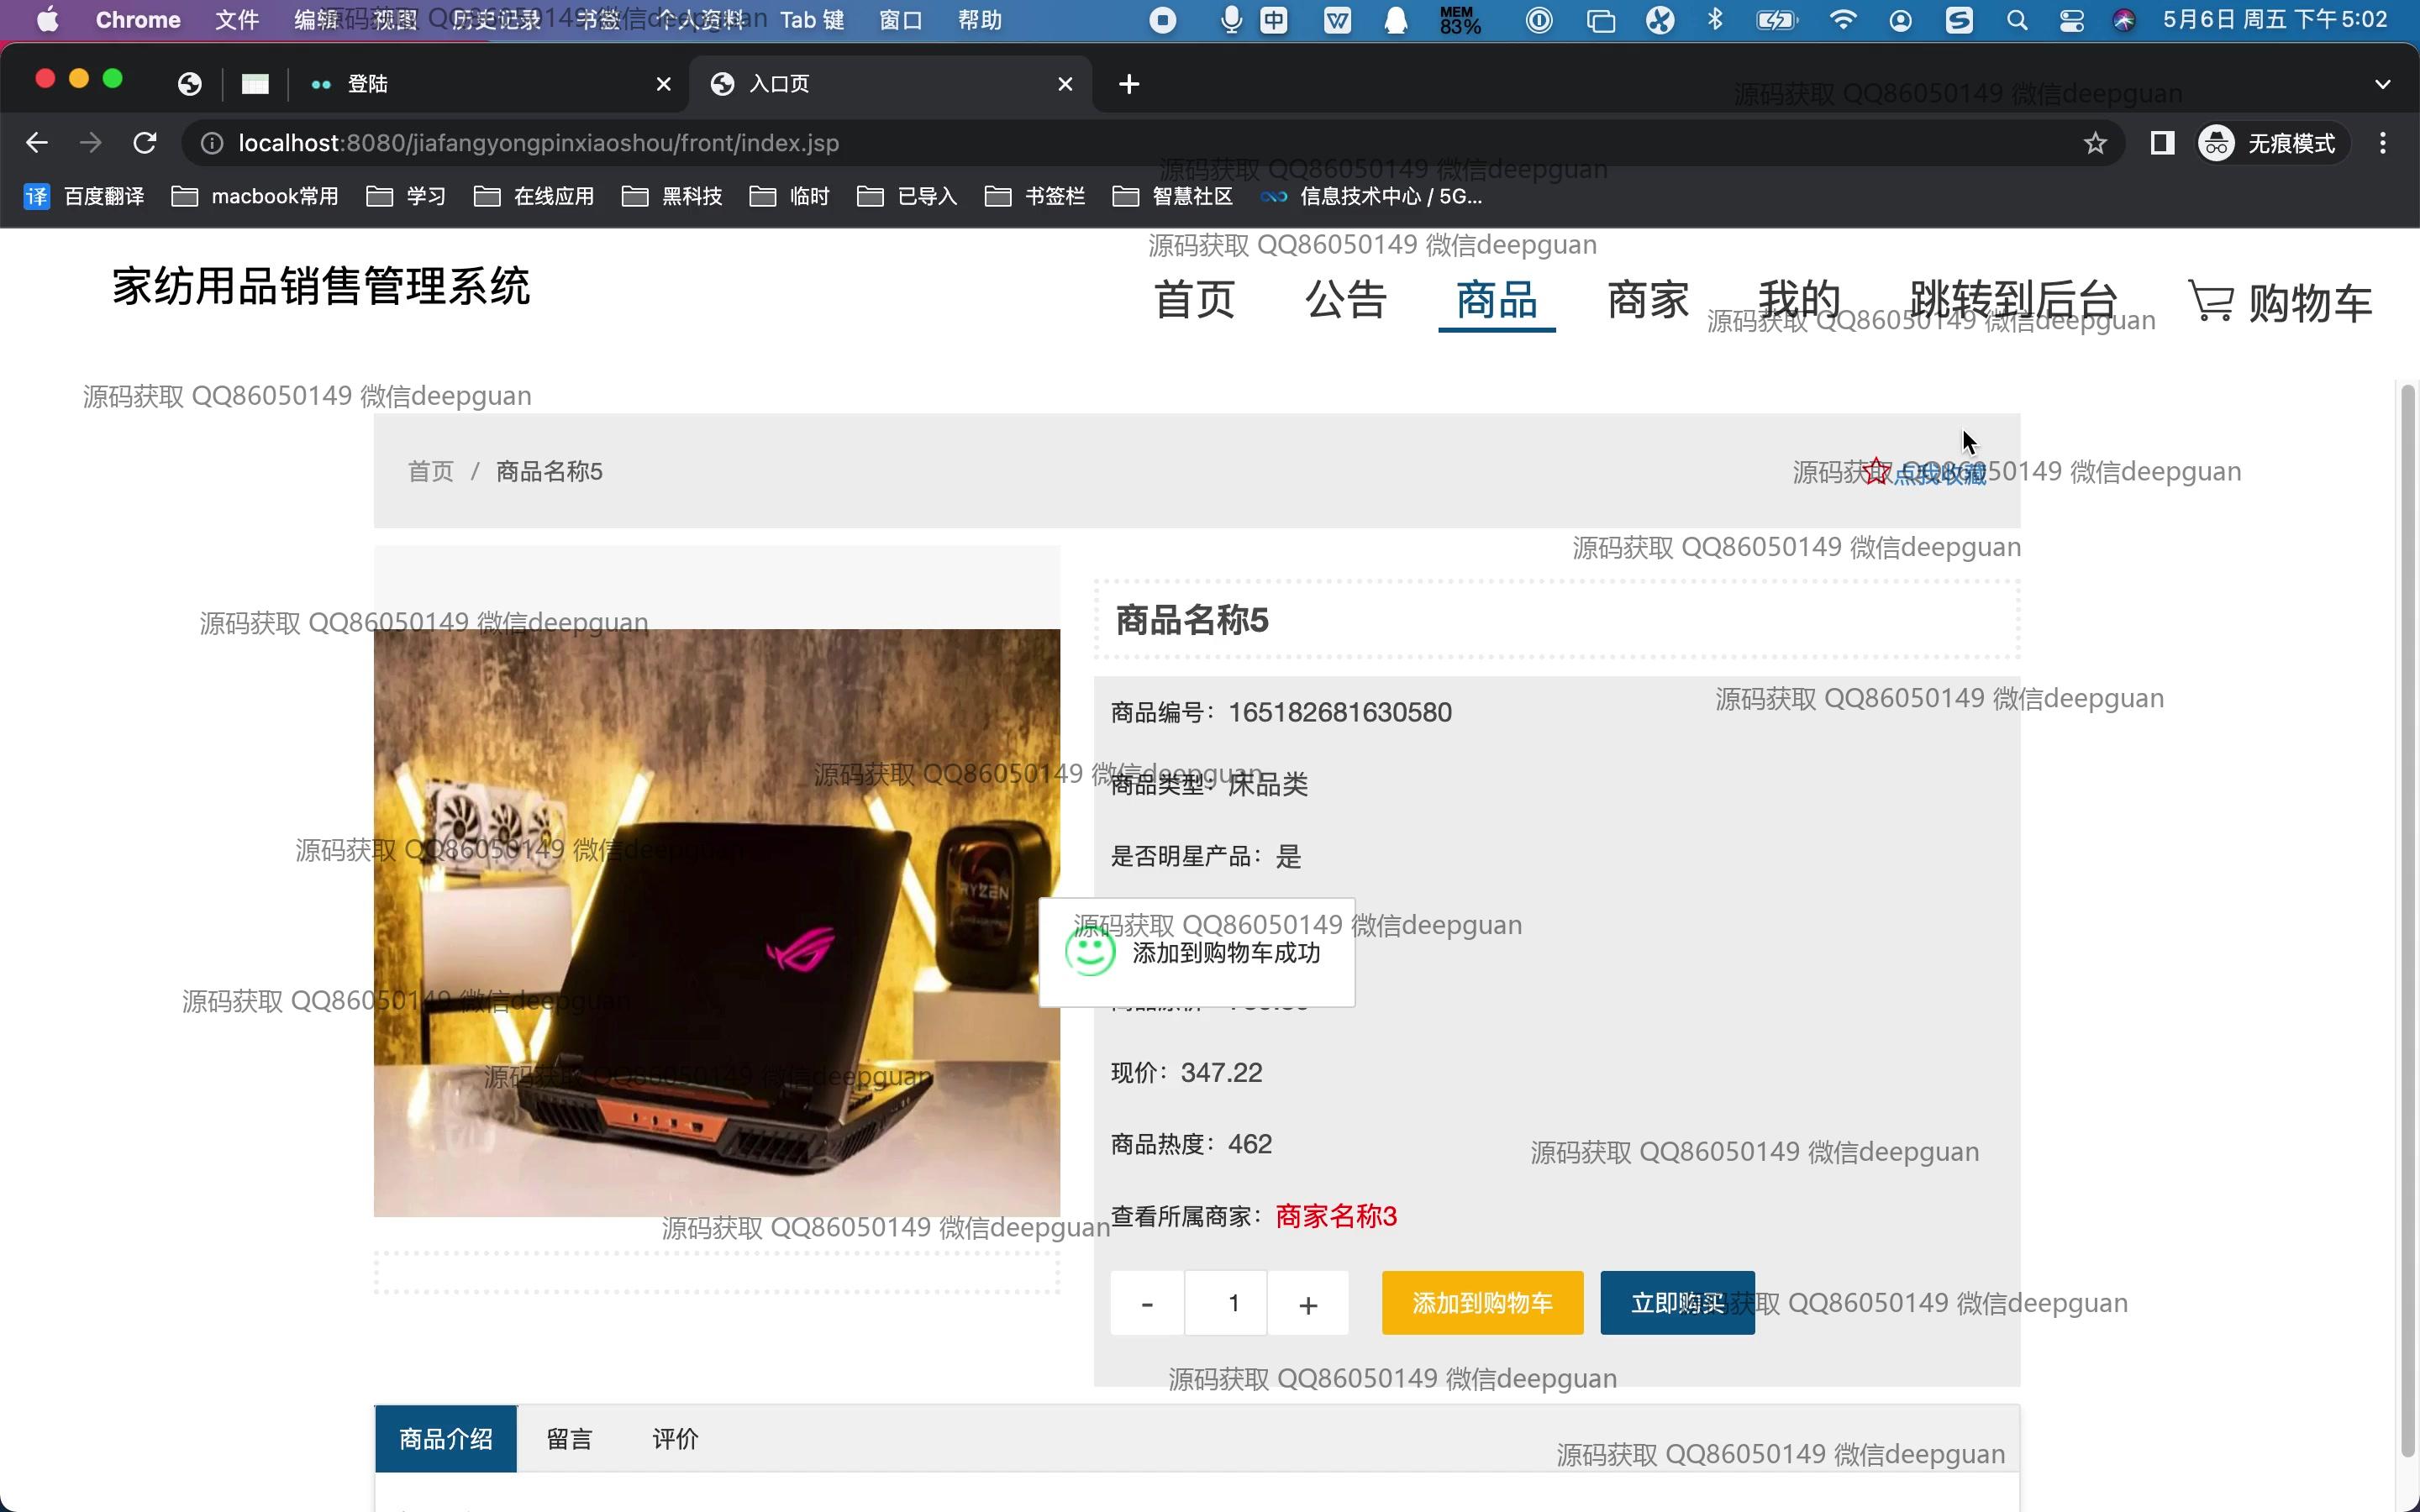 Chrome 文件 编辑 视图 历史记录 书签 个人资料 Tab 键 窗口 帮助 中 MEM 83% 5月6日 周五 下午5:02
源码获取 QQ86050149 微信deepguan
登陆 入口页
源码获取 QQ86050149 微信deepguan
localhost:8080/jiafangyongpinxiaoshou/front/index.jsp 无痕模式
源码获取 QQ86050149 微信deepguan
译 百度翻译 macbook常用 学习 在线应用 黑科技 临时 已导入 书签栏 智慧社区 信息技术中心 / 5G...
源码获取 QQ86050149 微信deepguan
家纺用品销售管理系统 首页 公告 商品 商家 我的 跳转到后台 购物车
源码获取 QQ86050149 微信deepguan
源码获取 QQ86050149 微信deepguan
首页 / 商品名称5 点我收藏
源码获取 QQ86050149 微信deepguan
源码获取 QQ86050149 微信deepguan
商品名称5
源码获取 QQ86050149 微信deepguan
源码获取 QQ86050149 微信deepguan
商品编号：165182681630580
源码获取 QQ86050149 微信deepguan
商品类型：床品类
源码获取 QQ86050149 微信deepguan
是否明星产品：是
RYZEN
源码获取 QQ86050149 微信deepguan
添加到购物车成功
源码获取 QQ86050149 微信deepguan
现价：347.22
源码获取 QQ86050149 微信deepguan
商品热度：462
源码获取 QQ86050149 微信deepguan
查看所属商家：商家名称3
源码获取 QQ86050149 微信deepguan
- 1 + 添加到购物车 立即购买
源码获取 QQ86050149 微信deepguan
源码获取 QQ86050149 微信deepguan
商品介绍 留言 评价
源码获取 QQ86050149 微信deepguan